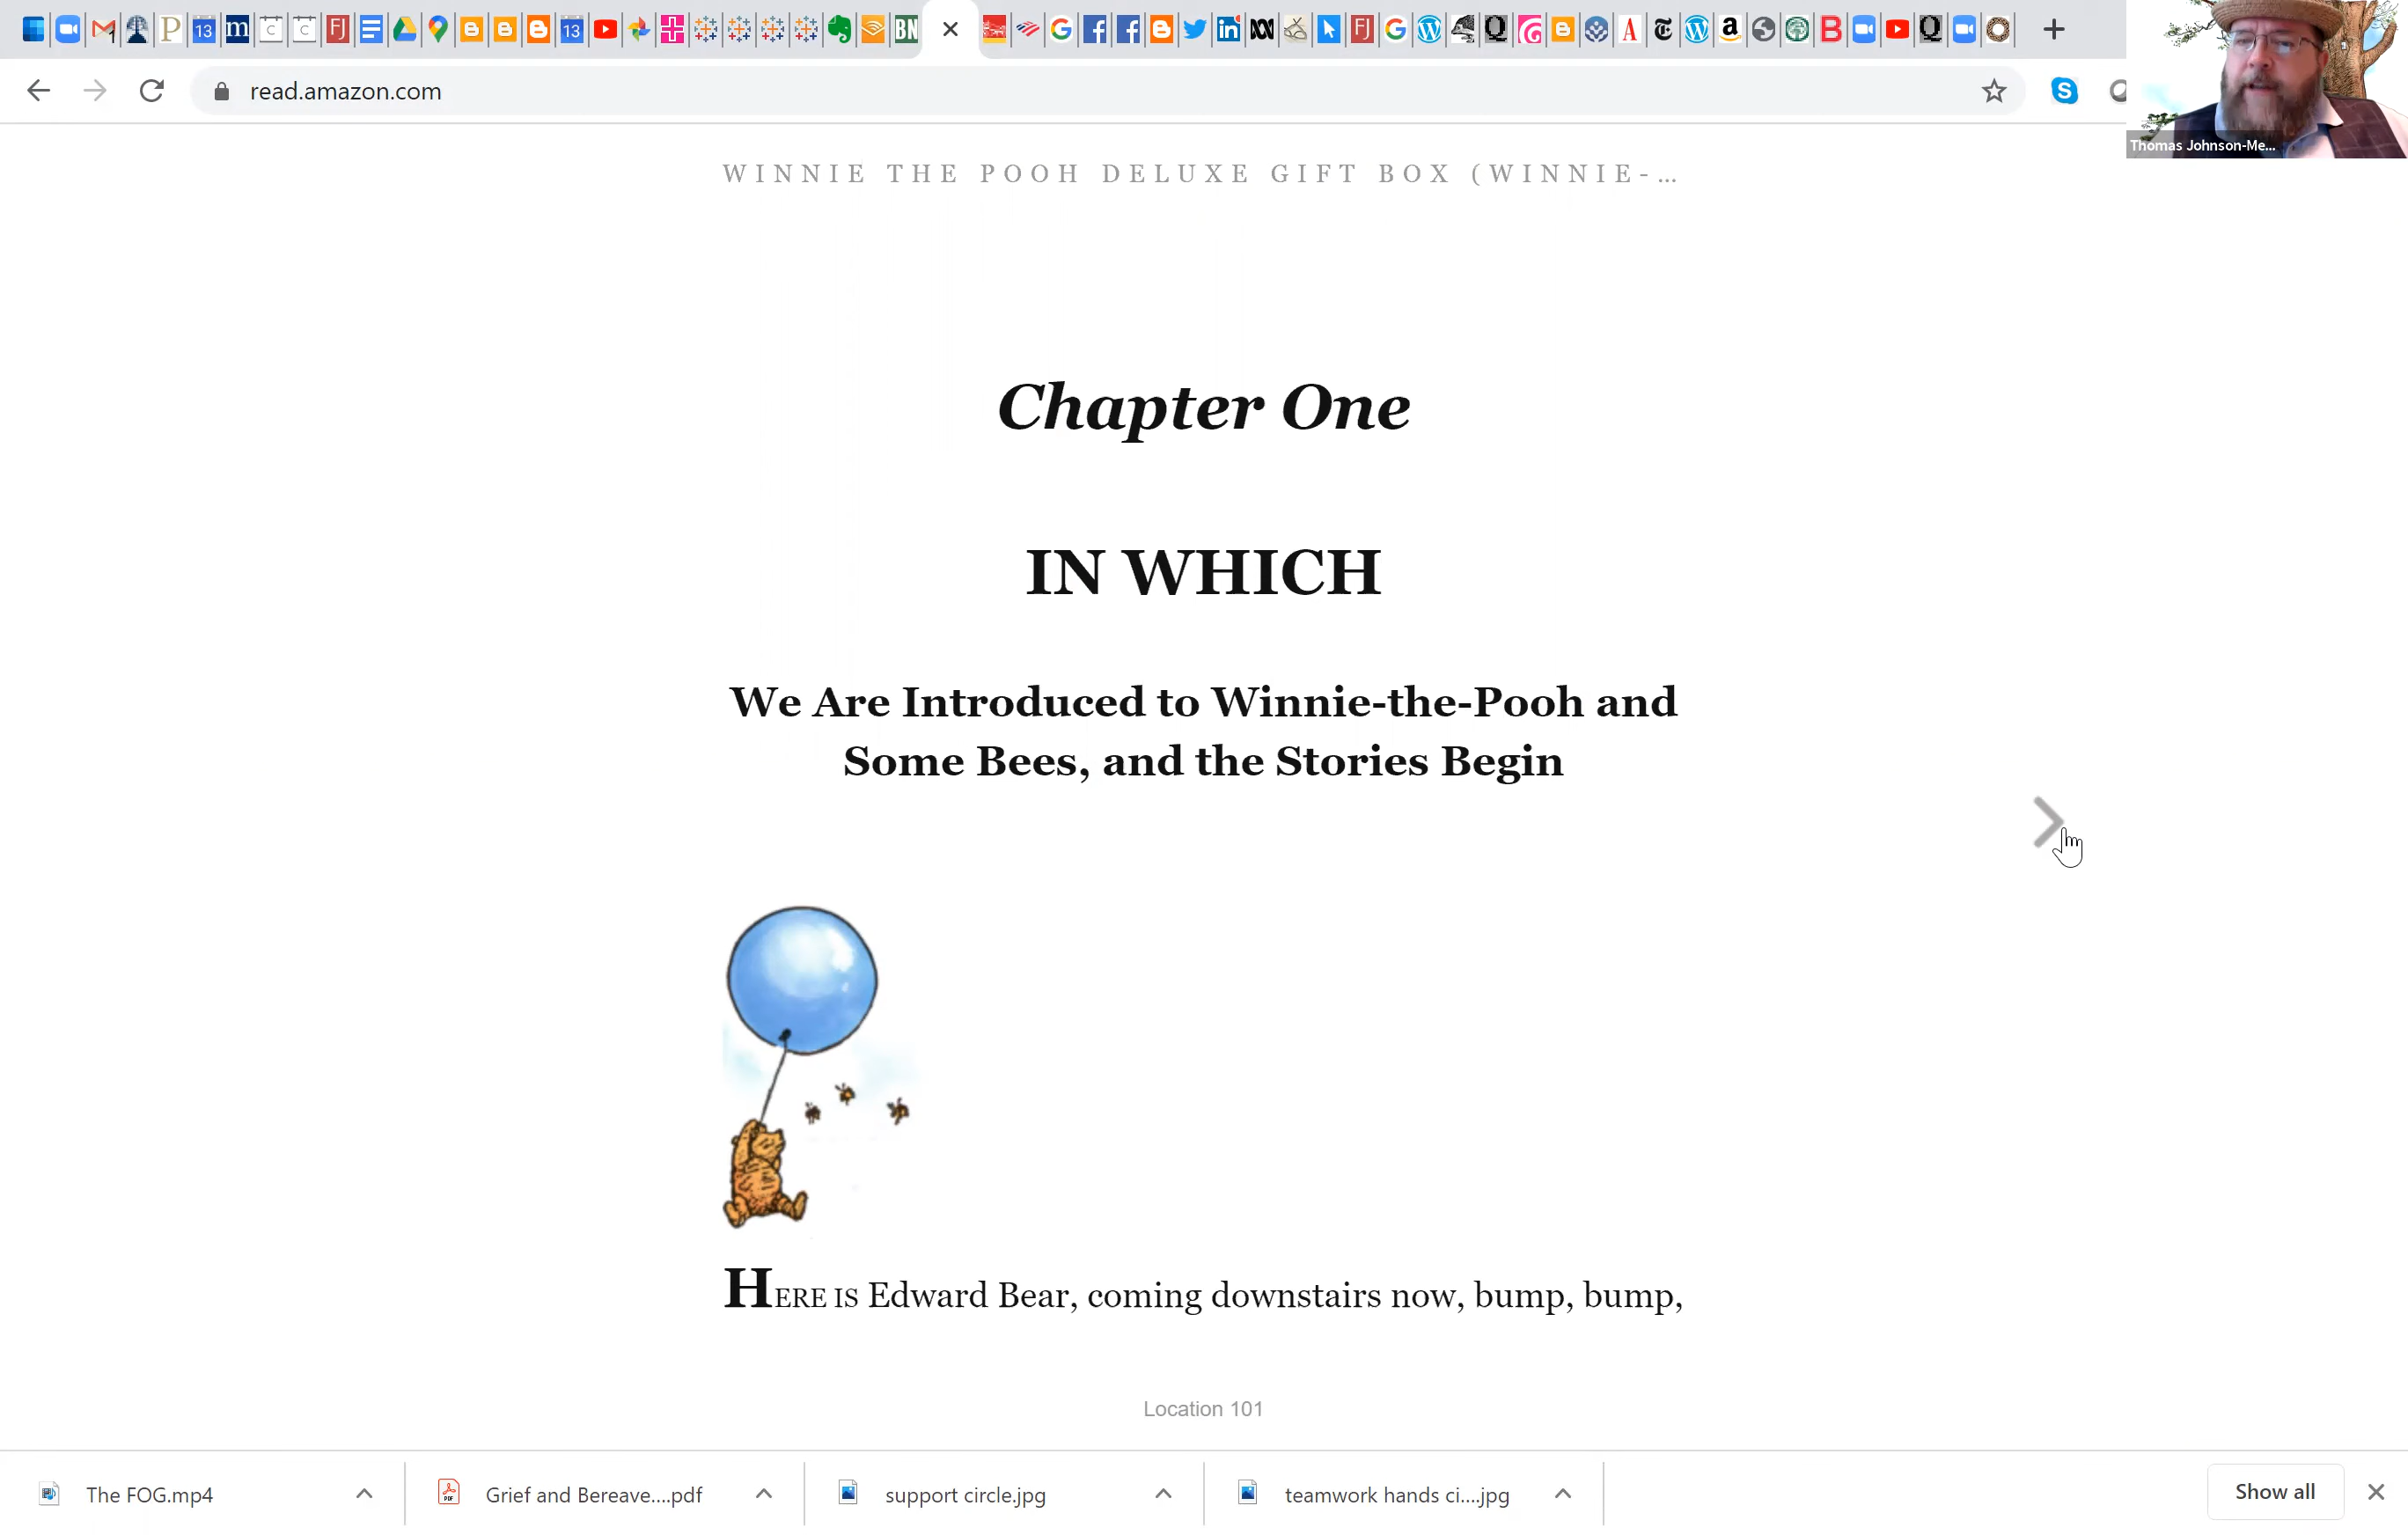 read.amazon.com
Thomas Johnson-Me...
WINNIE THE POOH DELUXE GIFT BOX (WINNIE-...
Chapter One
IN WHICH
We Are Introduced to Winnie-the-Pooh and
Some Bees, and the Stories Begin
HERE IS Edward Bear, coming downstairs now, bump, bump,
Location 101
The FOG.mp4
Grief and Bereave....pdf
support circle.jpg
teamwork hands ci....jpg
Show all